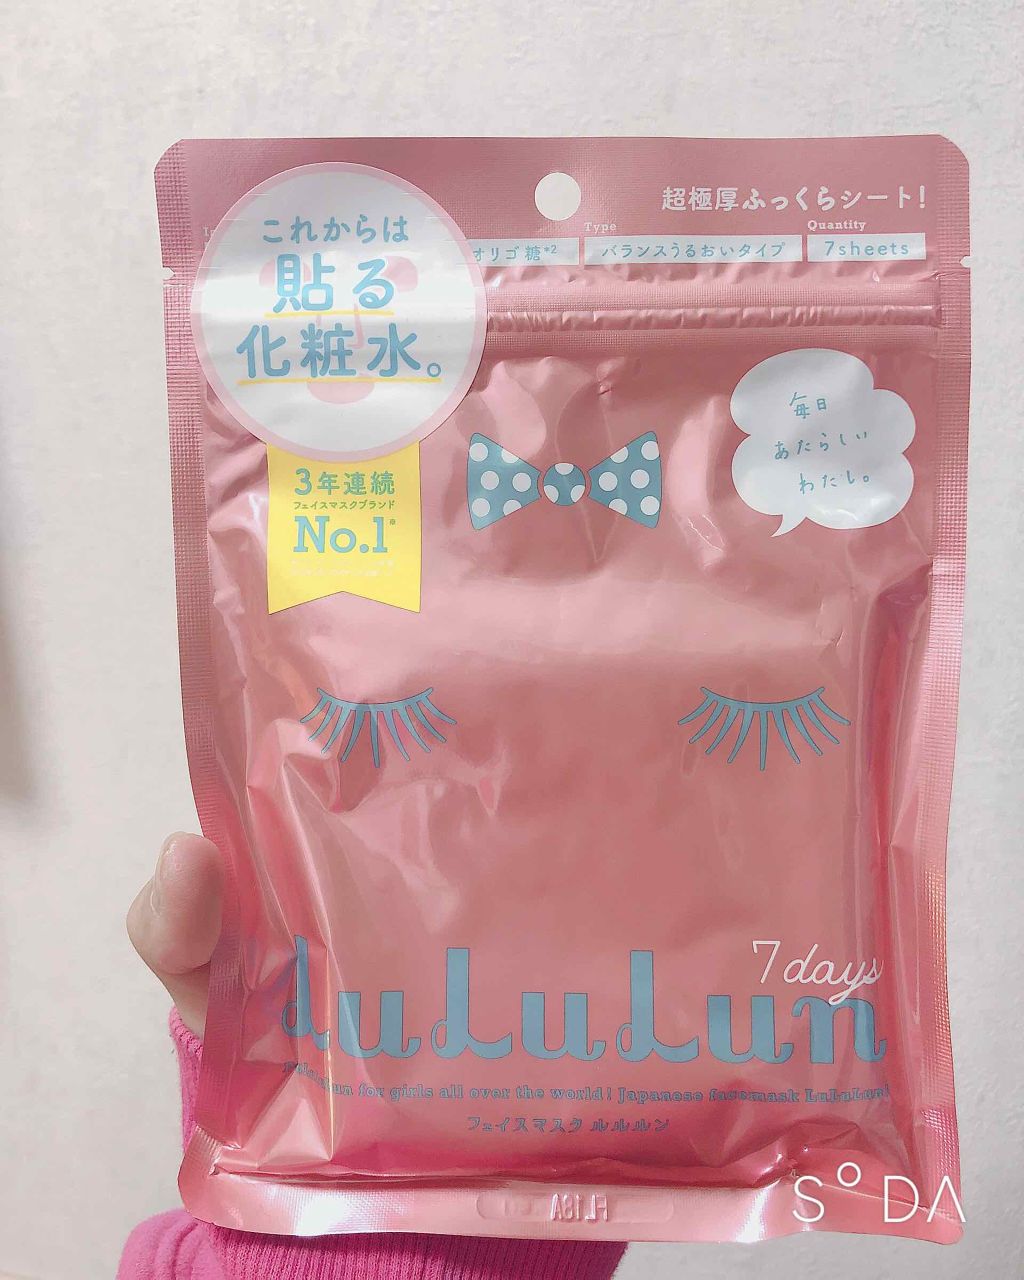 超極厚ふっくらシート!
Type
Quantity
オリゴ糖*2
バランスうるおいタイプ
7sheets
これからは
貼る
化粧水。
3年連続
フェイスマスクブランド
No.1※
毎日
あたらしい
わたし。
7days
LuLuLun
for girls all over the world! Japanese facemask LuLuLun!
フェイスマスク ルルルン
SODA